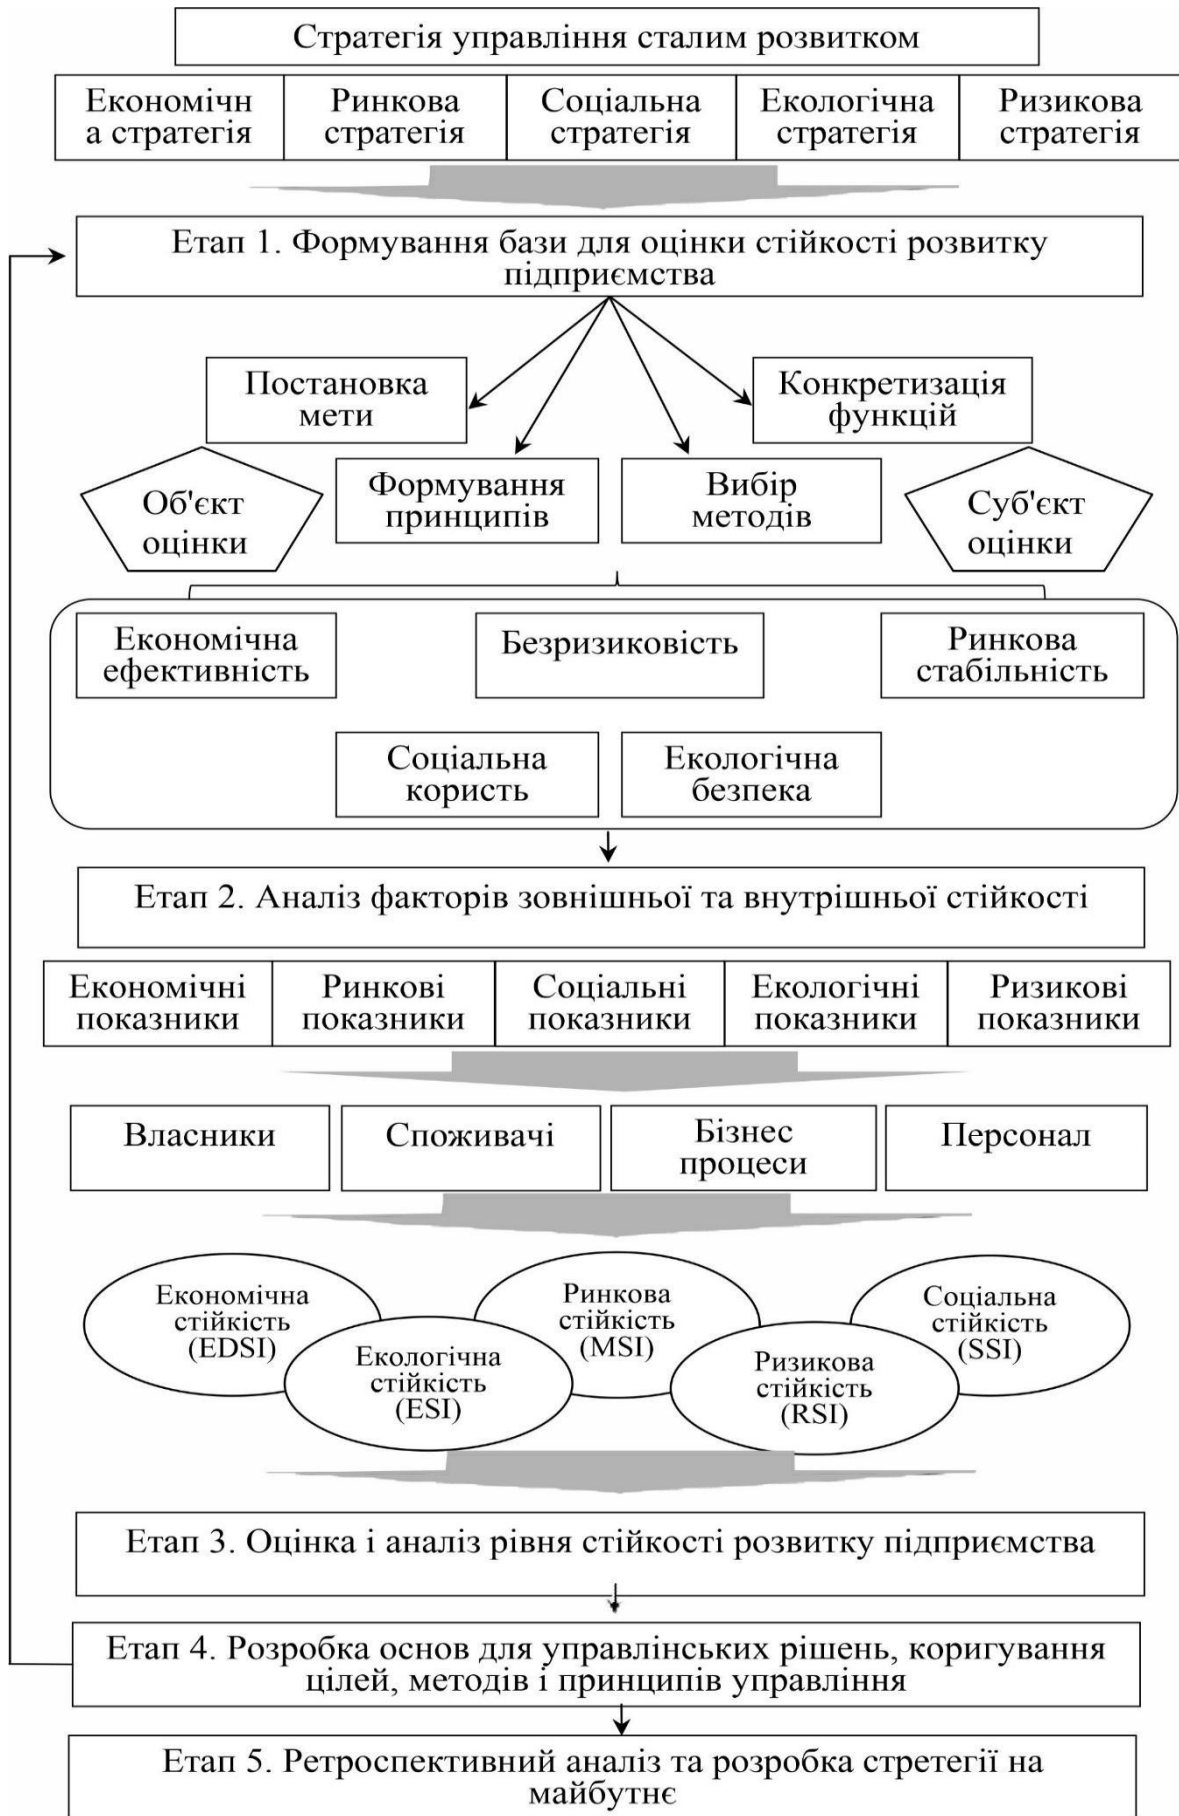 Стратегія управління сталим розвитком
Економічн
а стратегія
Ринкова
стратегія
Соціальна
стратегія
Екологічна
стратегія
Ризикова
стратегія
Етап 1. Формування бази для оцінки стійкості розвитку
підприємства
Постановка
мети
Конкретизація
функцій
Об'єкт
оцінки
Формування
принципів
Вибір
методів
Суб'єкт
оцінки
Економічна
ефективність
Безризиковість
Ринкова
стабільність
Соціальна
користь
Екологічна
безпека
Етап 2. Аналіз факторів зовнішньої та внутрішньої стійкості
Економічні
показники
Ринкові
показники
Соціальні
показники
Екологічні
показники
Ризикові
показники
Власники
Споживачі
Бізнес
процеси
Персонал
Економічна
стійкість
(EDSI)
Екологічна
стійкість
(ESI)
Ринкова
стійкість
(MSI)
Ризикова
стійкість
(RSI)
Соціальна
стійкість
(SSI)
Етап 3. Оцінка і аналіз рівня стійкості розвитку підприємства
Етап 4. Розробка основ для управлінських рішень, коригування
цілей, методів і принципів управління
Етап 5. Ретроспективний аналіз та розробка стретегії на
майбутнє